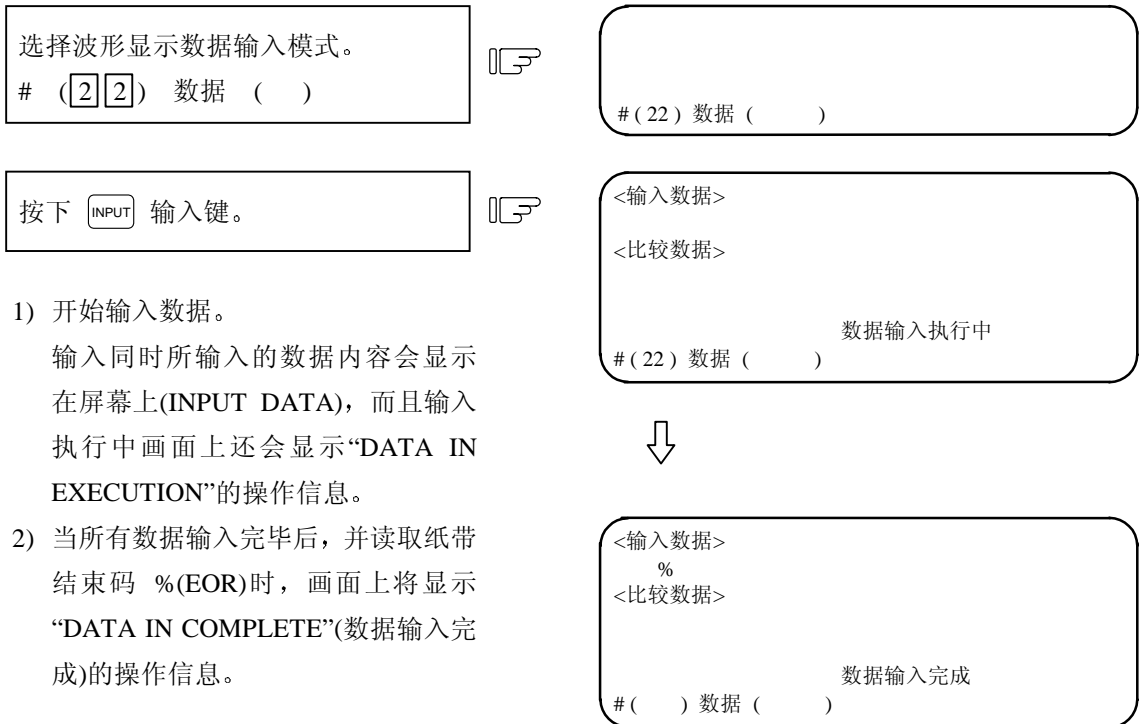 选择波形显示数据输入模式。
# (22) 数据 ( )
#( 22 ) 数据 ( )
按下 INPUT 输入键。
<输入数据>
<比较数据>
数据输入执行中
#( 22 ) 数据 ( )
1) 开始输入数据。
输入同时所输入的数据内容会显示
在屏幕上(INPUT DATA)，而且输入
执行中画面上还会显示“DATA IN
EXECUTION”的操作信息。
2) 当所有数据输入完毕后，并读取纸带
结束码 %(EOR)时，画面上将显示
“DATA IN COMPLETE”(数据输入完
成)的操作信息。
<输入数据>
%
<比较数据>
数据输入完成
#( ) 数据 ( )